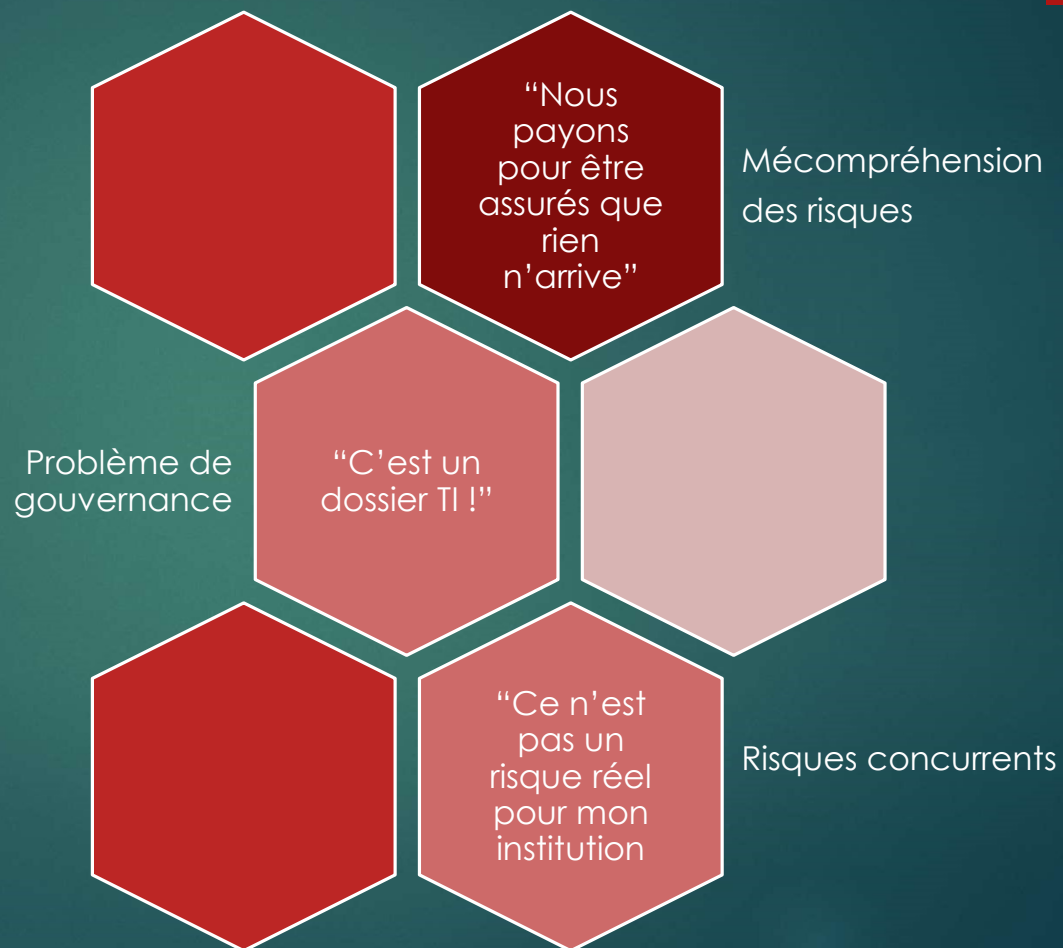 “Nous
payons
pour être
assurés que
rien
n’arrive”
Mécompréhension
des risques
Problème de
gouvernance
“C’est un
dossier TI !”
“Ce n’est
pas un
risque réel
pour mon
institution
Risques concurrents